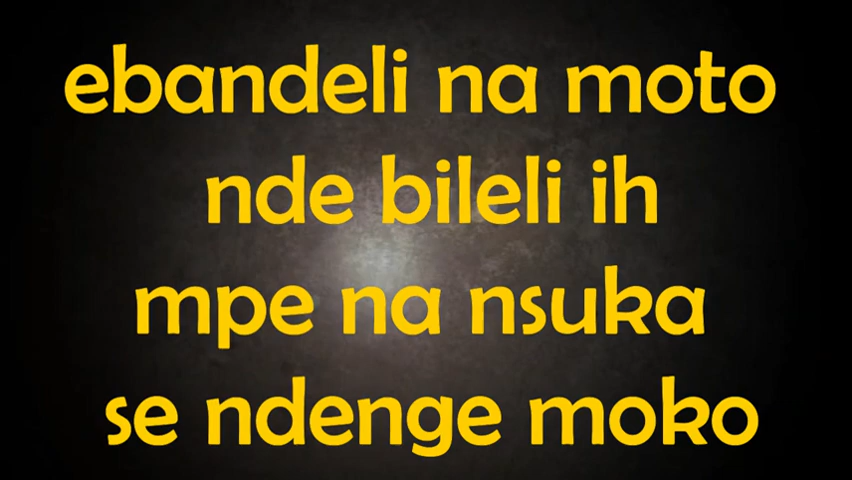 ebandeli na moto
nde bileli ih
mpe na nsuka
se ndenge moko